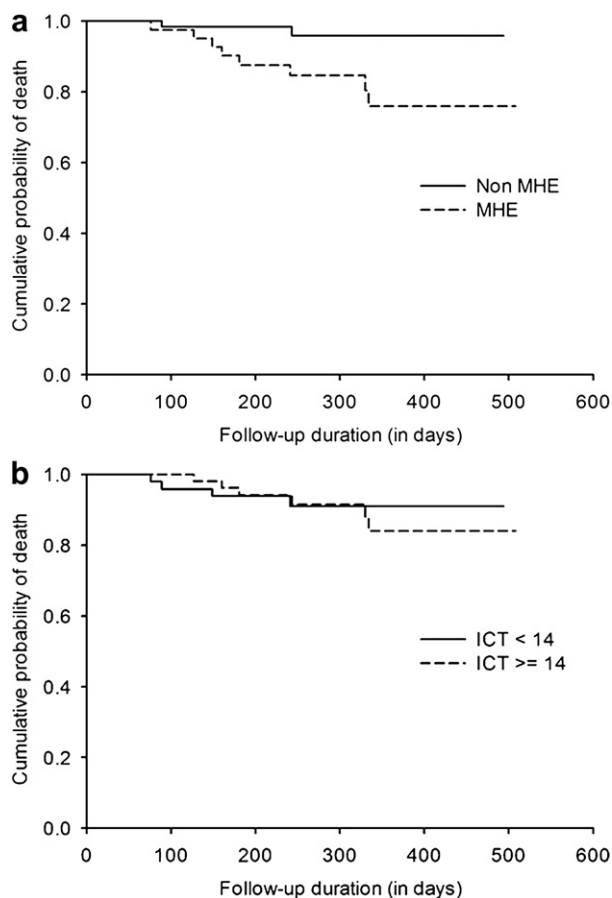 a
1.0
0.8
0.6
0.4
0.2
0.0
Cumulative probability of death
Non MHE
MHE
0 100 200 300 400 500 600
Follow-up duration (in days)
b
1.0
0.8
0.6
0.4
0.2
0.0
Cumulative probability of death
ICT < 14
ICT >= 14
0 100 200 300 400 500 600
Follow-up duration (in days)